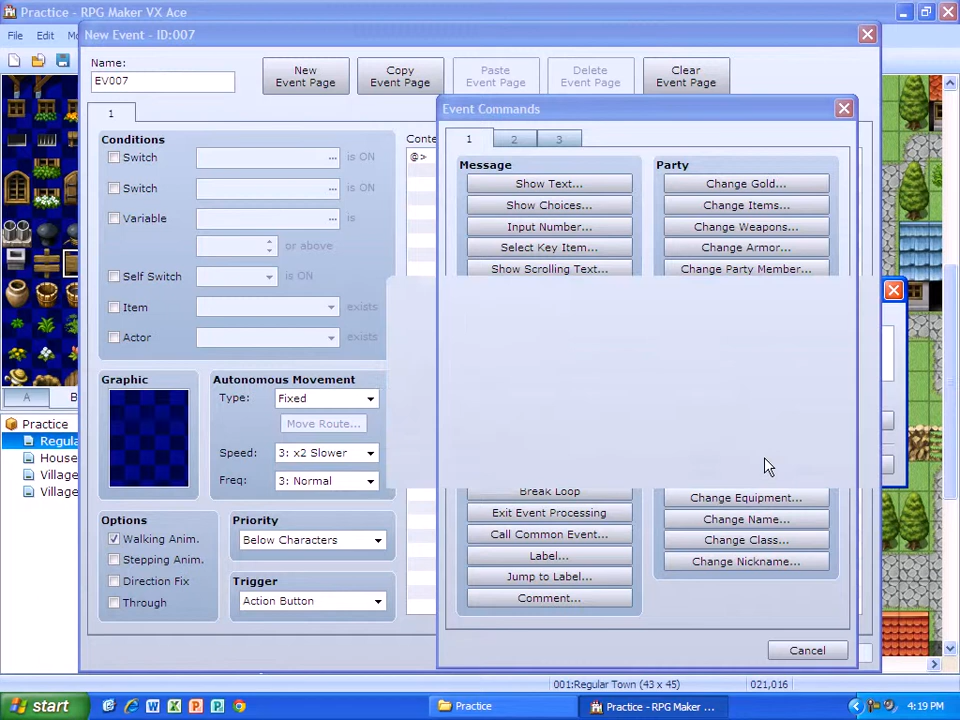 Practice - RPG Maker VX Ace
File Edit
New Event - ID:007
Name:
EV007
New Event Page
Copy Event Page
Paste Event Page
Delete Event Page
Clear Event Page
1
Conditions
Switch ... is ON
Switch ... is ON
Variable ... is
or above
Self Switch is ON
Item exists
Actor exists
Graphic
Autonomous Movement
Type: Fixed
Move Route...
Speed: 3: x2 Slower
Freq: 3: Normal
Options
Walking Anim.
Stepping Anim.
Direction Fix
Through
Priority
Below Characters
Trigger
Action Button
@>
Event Commands
1 2 3
Message
Show Text...
Show Choices...
Input Number...
Select Key Item...
Show Scrolling Text...
Party
Change Gold...
Change Items...
Change Weapons...
Change Armor...
Change Party Member...
Break Loop
Exit Event Processing
Call Common Event...
Label...
Jump to Label...
Comment...
Change Equipment...
Change Name...
Change Class...
Change Nickname...
Cancel
A B
Practice
House
001:Regular Town (43 x 45) 021,016
start
Practice
Practice - RPG Maker ...
4:19 PM